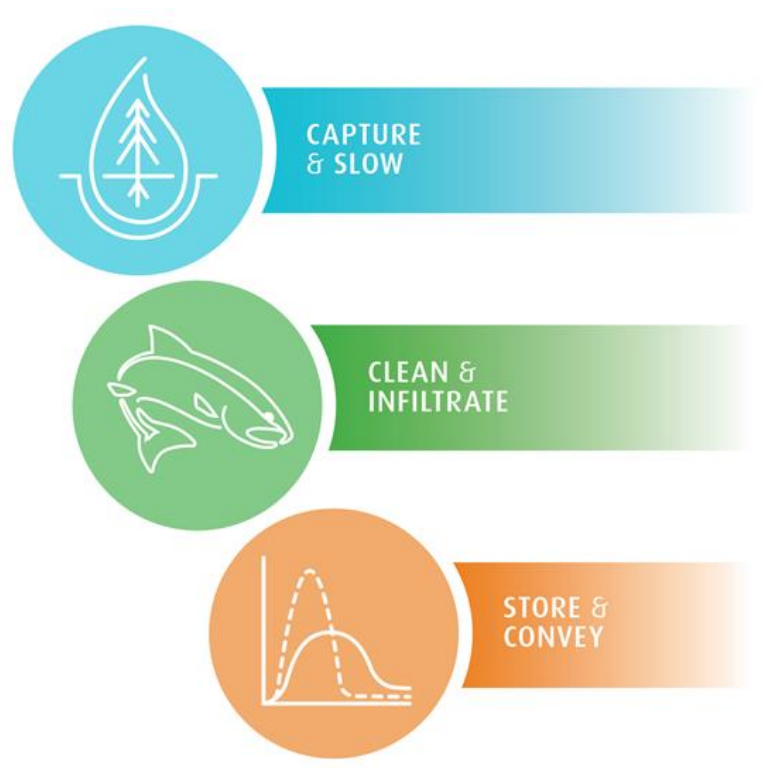 CAPTURE
& SLOW
CLEAN &
INFILTRATE
STORE &
CONVEY